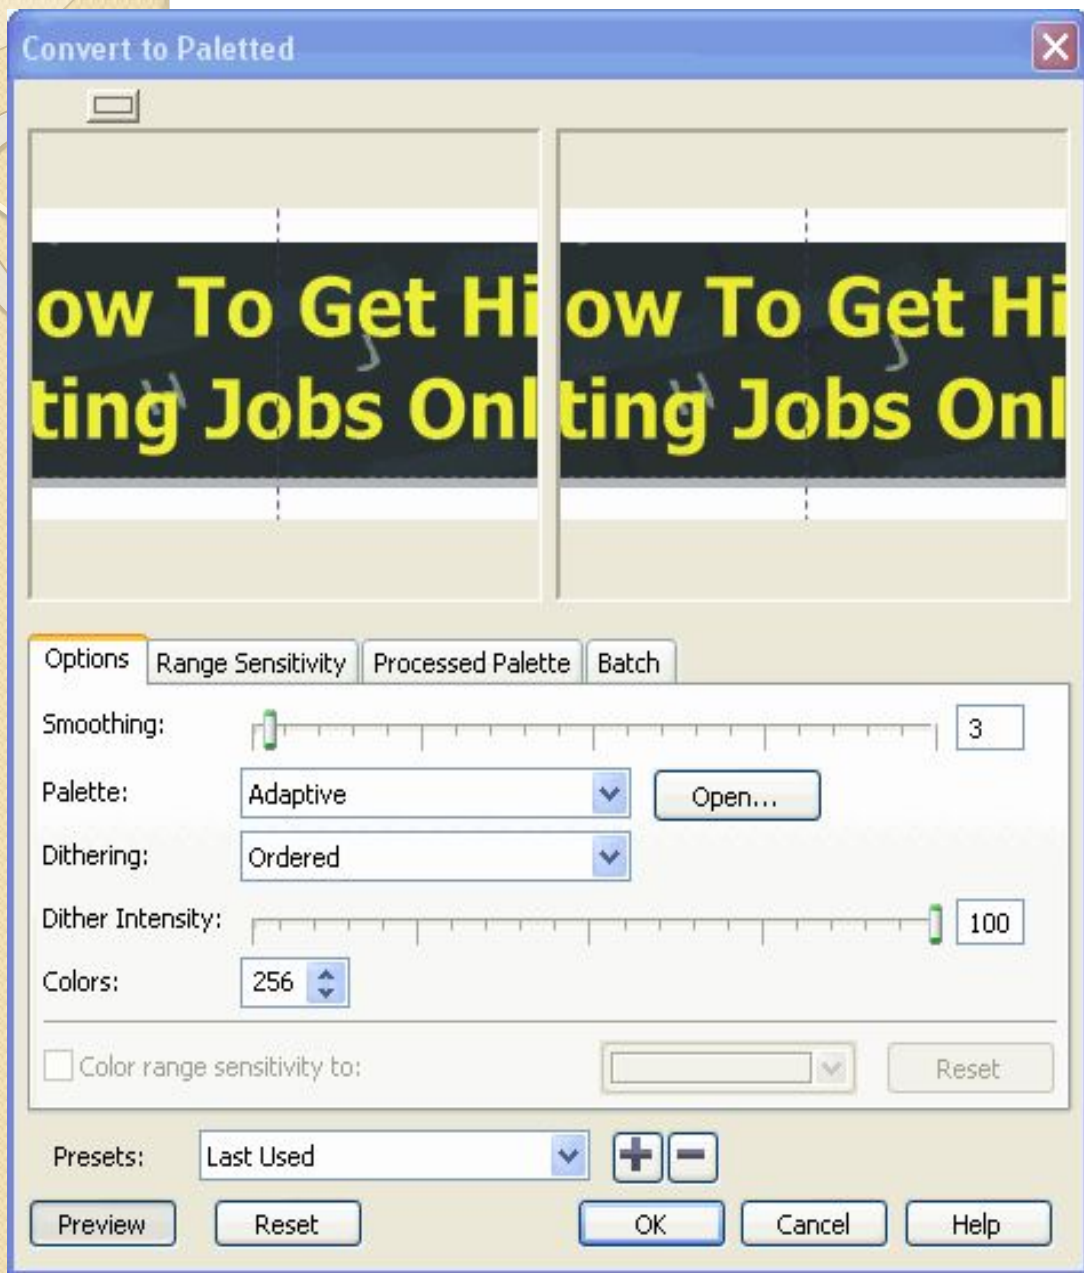 Convert to Paletted
ow To Get Hi
ting Jobs Onl
ow To Get Hi
ting Jobs Onl
H
J
H
J
Options Range Sensitivity Processed Palette Batch
Smoothing: 3
Palette: Adaptive Open...
Dithering: Ordered
Dither Intensity: 100
Colors: 256
Color range sensitivity to: Reset
Presets: Last Used
Preview Reset OK Cancel Help